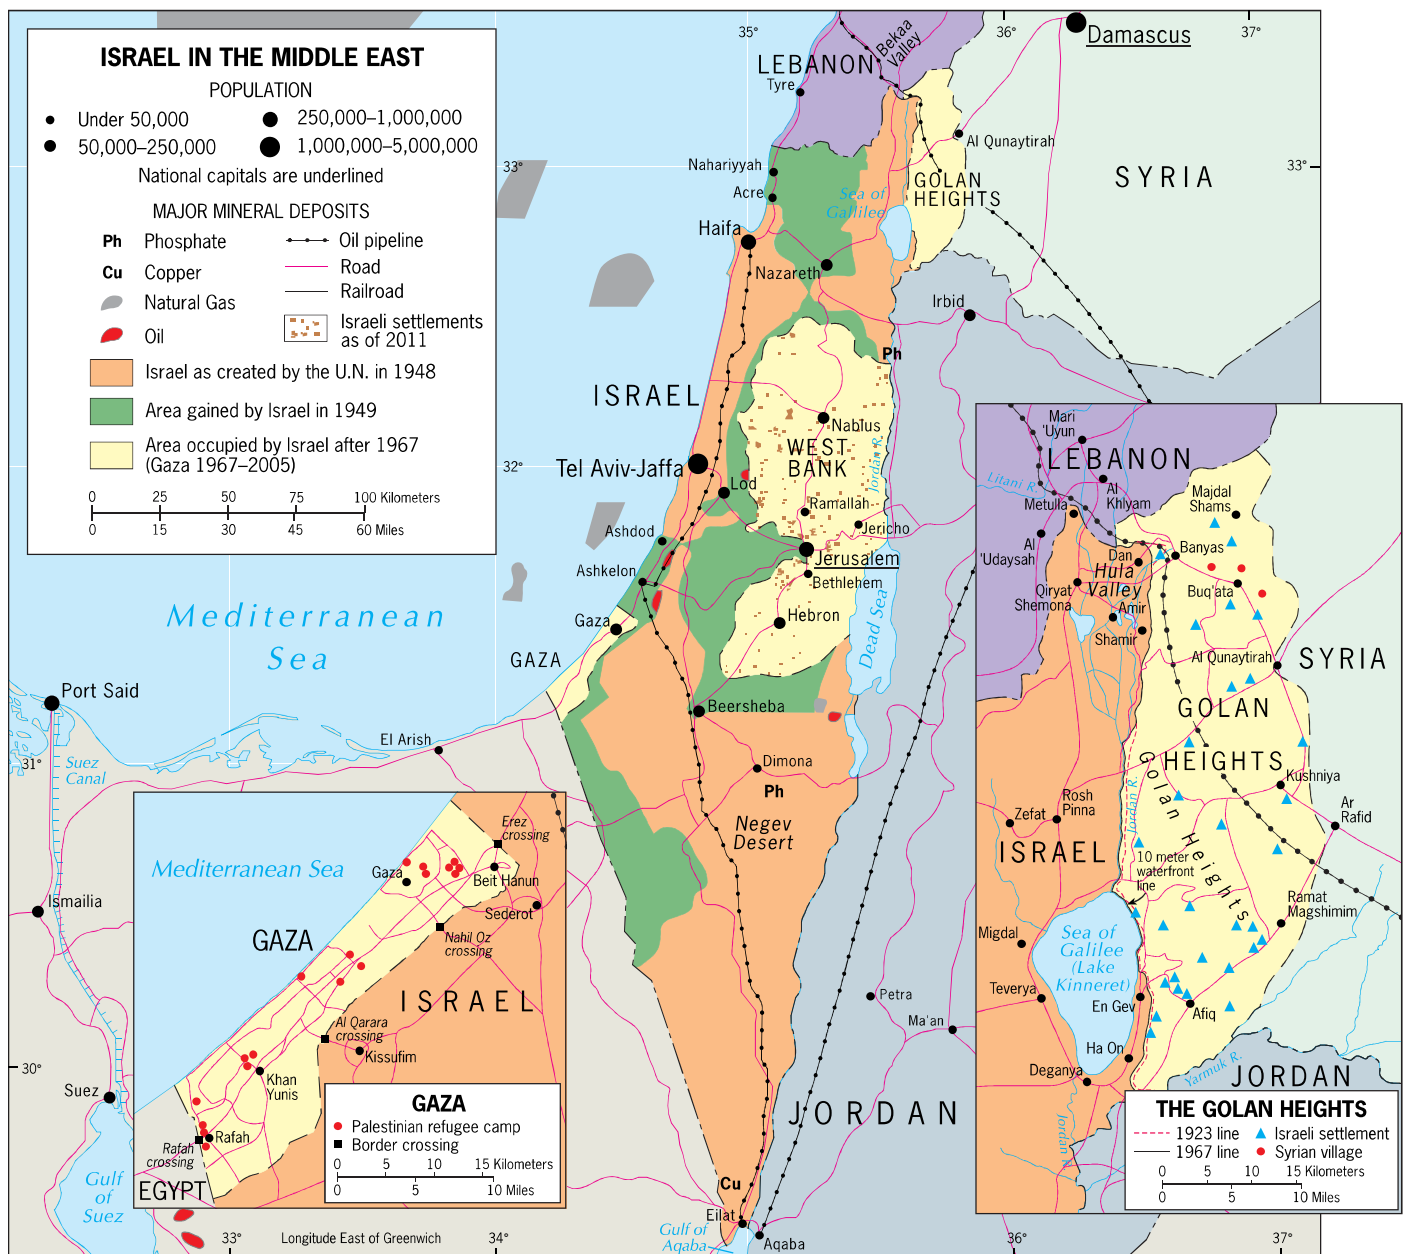 ISRAEL IN THE MIDDLE EAST
POPULATION
Under 50,000
250,000–1,000,000
50,000–250,000
1,000,000–5,000,000
National capitals are underlined
MAJOR MINERAL DEPOSITS
Ph Phosphate
Oil pipeline
Cu Copper
Road
Railroad
Natural Gas
Oil
Israeli settlements
as of 2011
Israel as created by the U.N. in 1948
Area gained by Israel in 1949
Area occupied by Israel after 1967
(Gaza 1967–2005)
0 25 50 75 100 Kilometers
0 15 30 45 60 Miles
35°
36°
37°
Damascus
Bekaa
Valley
LEBANON
Tyre
Al Qunaytirah
33°
33°
Nahariyyah
SYRIA
GOLAN
HEIGHTS
Acre
Sea of
Gallilee
Haifa
Nazareth
Irbid
Ph
ISRAEL
Nablus
WEST
BANK
Jordan R.
32°
Tel Aviv-Jaffa
Lod
Ramallah
Jericho
Ashdod
Jerusalem
Ashkelon
Bethlehem
Gaza
Hebron
Dead Sea
GAZA
Mediterranean
Sea
Port Said
Beersheba
El Arish
Suez
Canal
31°
Dimona
Ph
Negev
Desert
Ismailia
Petra
Ma'an
30°
Suez
JORDAN
Gulf
of
Suez
Cu
Eilat
Gulf of
Aqaba
Aqaba
33°
Longitude East of Greenwich
34°
36°
37°
Mediterranean Sea
Erez
crossing
Gaza
Beit Hanun
Sederot
GAZA
Nahil Oz
crossing
ISRAEL
Al Qarara
crossing
Kissufim
Khan
Yunis
Rafah
Rafah
crossing
EGYPT
GAZA
Palestinian refugee camp
Border crossing
0 5 10 15 Kilometers
0 5 10 Miles
Mari
'Uyun
LEBANON
Litani R.
Al
Khlyam
Metulla
Majdal
Shams
Al
'Udaysah
Dan
Banyas
Hula
Valley
Qiryat
Shemona
Buq'ata
Amir
Shamir
Al Qunaytirah
SYRIA
GOLAN
HEIGHTS
Golan Heights
Jordan R.
Kushniya
Rosh
Pinna
Zefat
Ar
Rafid
ISRAEL
10 meter
waterfront
line
Ramat
Magshimim
Migdal
Sea of
Galilee
(Lake
Kinneret)
Teverya
En Gev
Afiq
Ha On
Deganya
Yarmuk R.
JORDAN
Jordan R.
THE GOLAN HEIGHTS
1923 line
Israeli settlement
1967 line
Syrian village
0 5 10 15 Kilometers
0 5 10 Miles